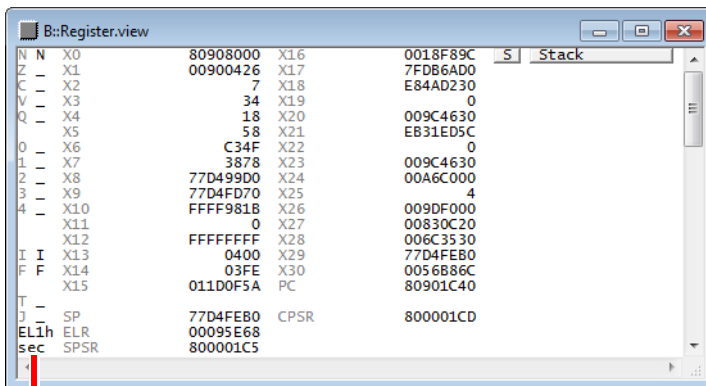 B::Register.view
N N X0 80908000 X16 0018F89C S Stack
Z _ X1 00900426 X17 7FDB6AD0
C _ X2 7 X18 E84AD230
V _ X3 34 X19 0
Q _ X4 18 X20 009C4630
X5 58 X21 EB31ED5C
0 _ X6 C34F X22 0
1 _ X7 3878 X23 009C4630
2 _ X8 77D499D0 X24 00A6C000
3 _ X9 77D4FD70 X25 4
4 _ X10 FFFF981B X26 009DF000
X11 0 X27 00830C20
X12 FFFFFFFF X28 006C3530
I I X13 0400 X29 77D4FEB0
F F X14 03FE X30 0056B86C
X15 011D0F5A PC 80901C40
T _
J _ SP 77D4FEB0 CPSR 800001CD
EL1h ELR 00095E68
sec SPSR 800001C5